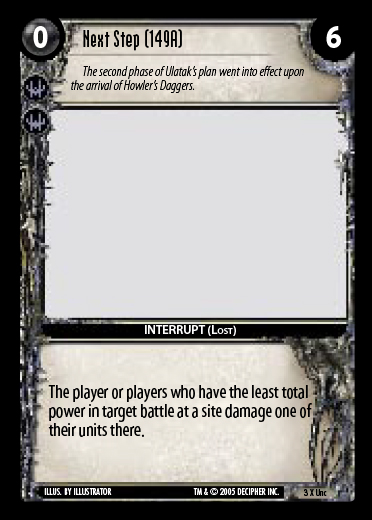 0
Next Step (149A)
6
The second phase of Ulatak's plan went into effect upon
the arrival of Howler's Daggers.
INTERRUPT (LOST)
The player or players who have the least total
power in target battle at a site damage one of
their units there.
ILLUS. BY ILLUSTRATOR
TM & © 2005 DECIPHER INC.
3 X Unc